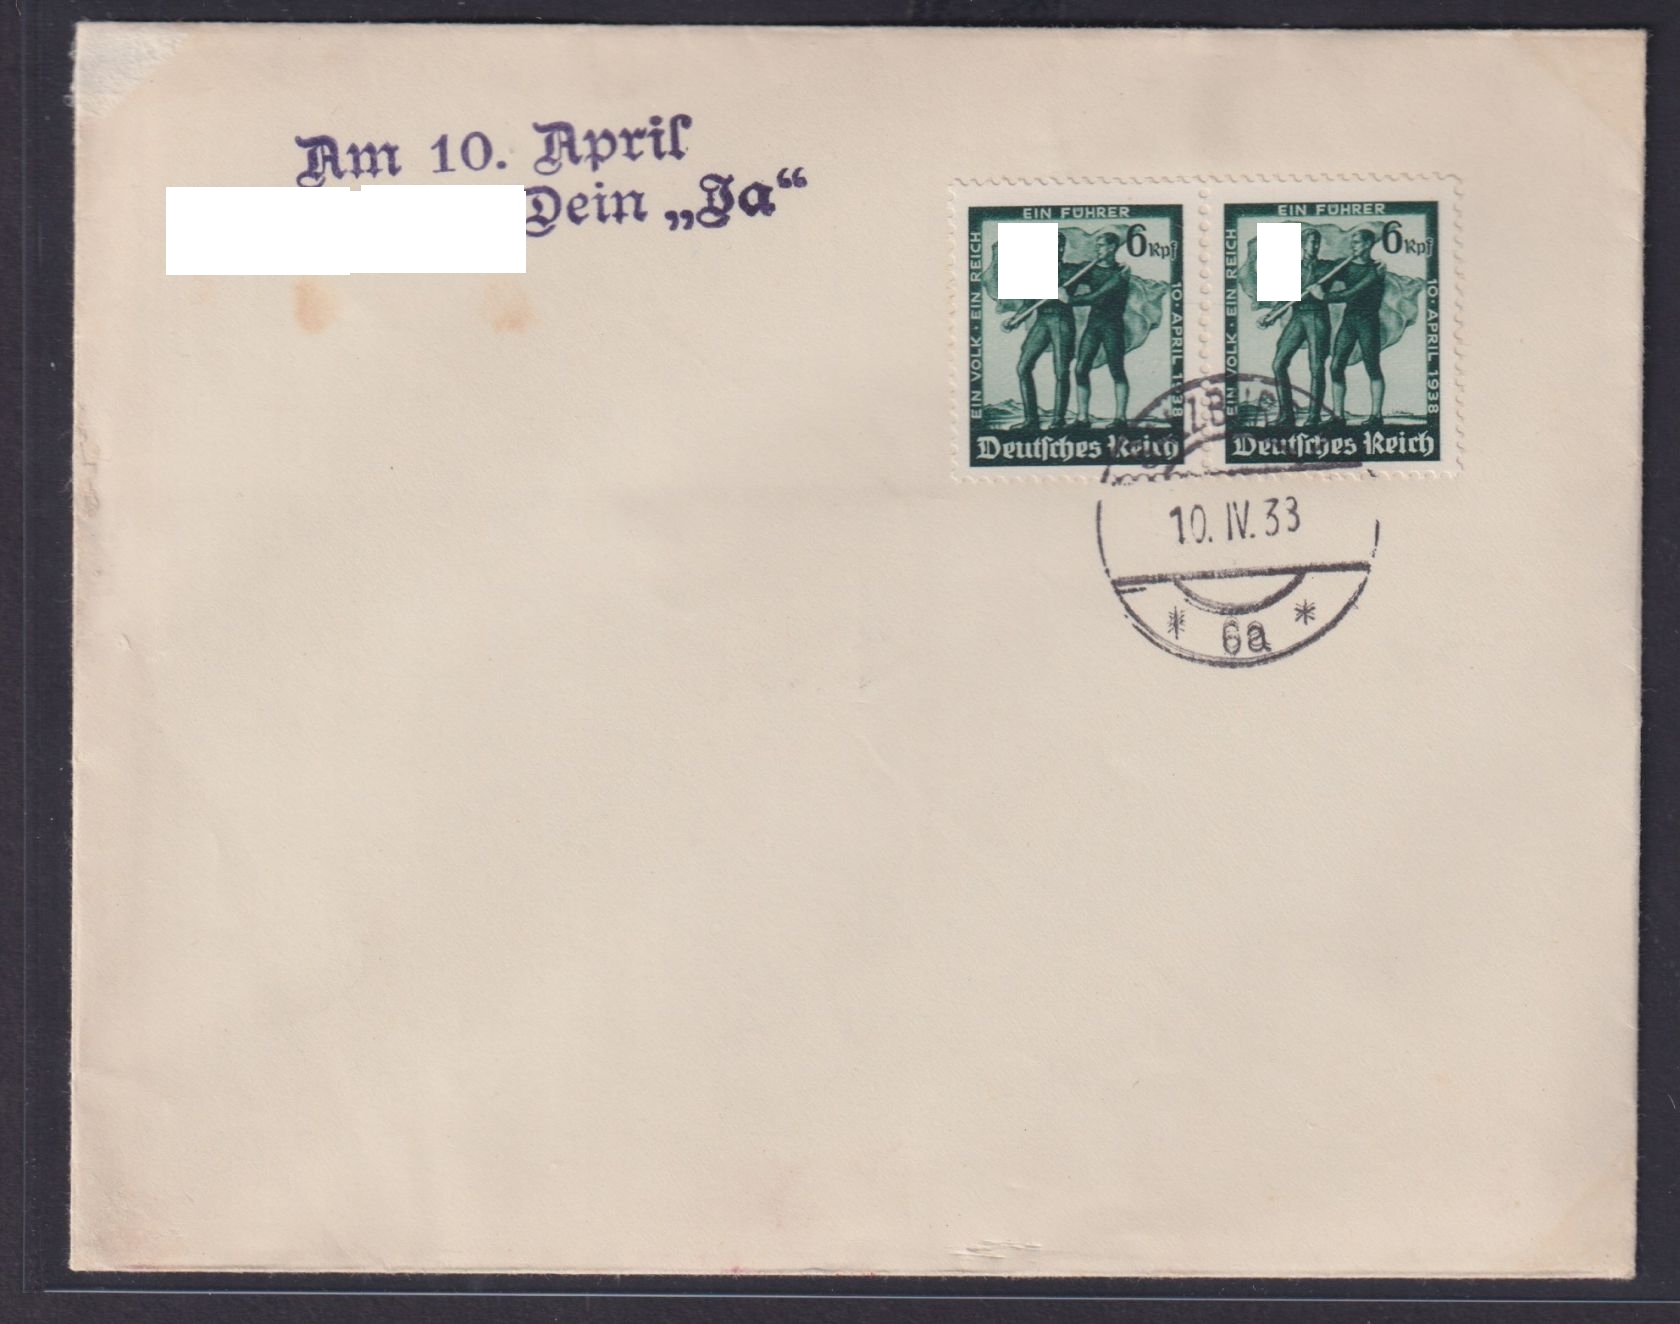 Am 10. April
Dein „Ja“
EIN VOLK · EIN REICH
EIN FÜHRER
10. APRIL 1938
6 Rpf
Deutsches Reich
EIN VOLK · EIN REICH
EIN FÜHRER
10. APRIL 1938
6 Rpf
Deutsches Reich
10. IV. 33
* 6a *